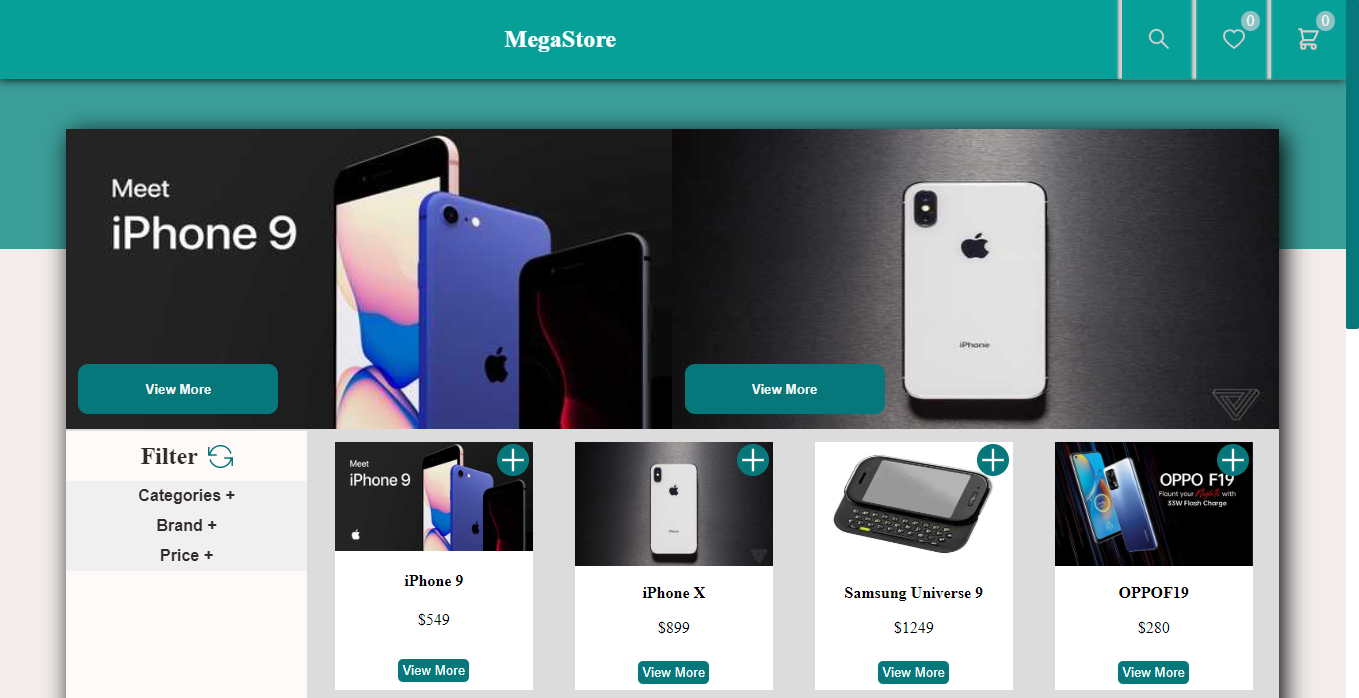 MegaStore
0
0
Meet
iPhone 9
View More
iPhone
View More
Filter
Categories +
Brand +
Price +
Meet
iPhone 9
iPhone 9
$549
View More
iPhone X
$899
View More
Samsung Universe 9
$1249
View More
OPPO F19
Flaunt your Nights with
33W Flash Charge
OPPOF19
$280
View More